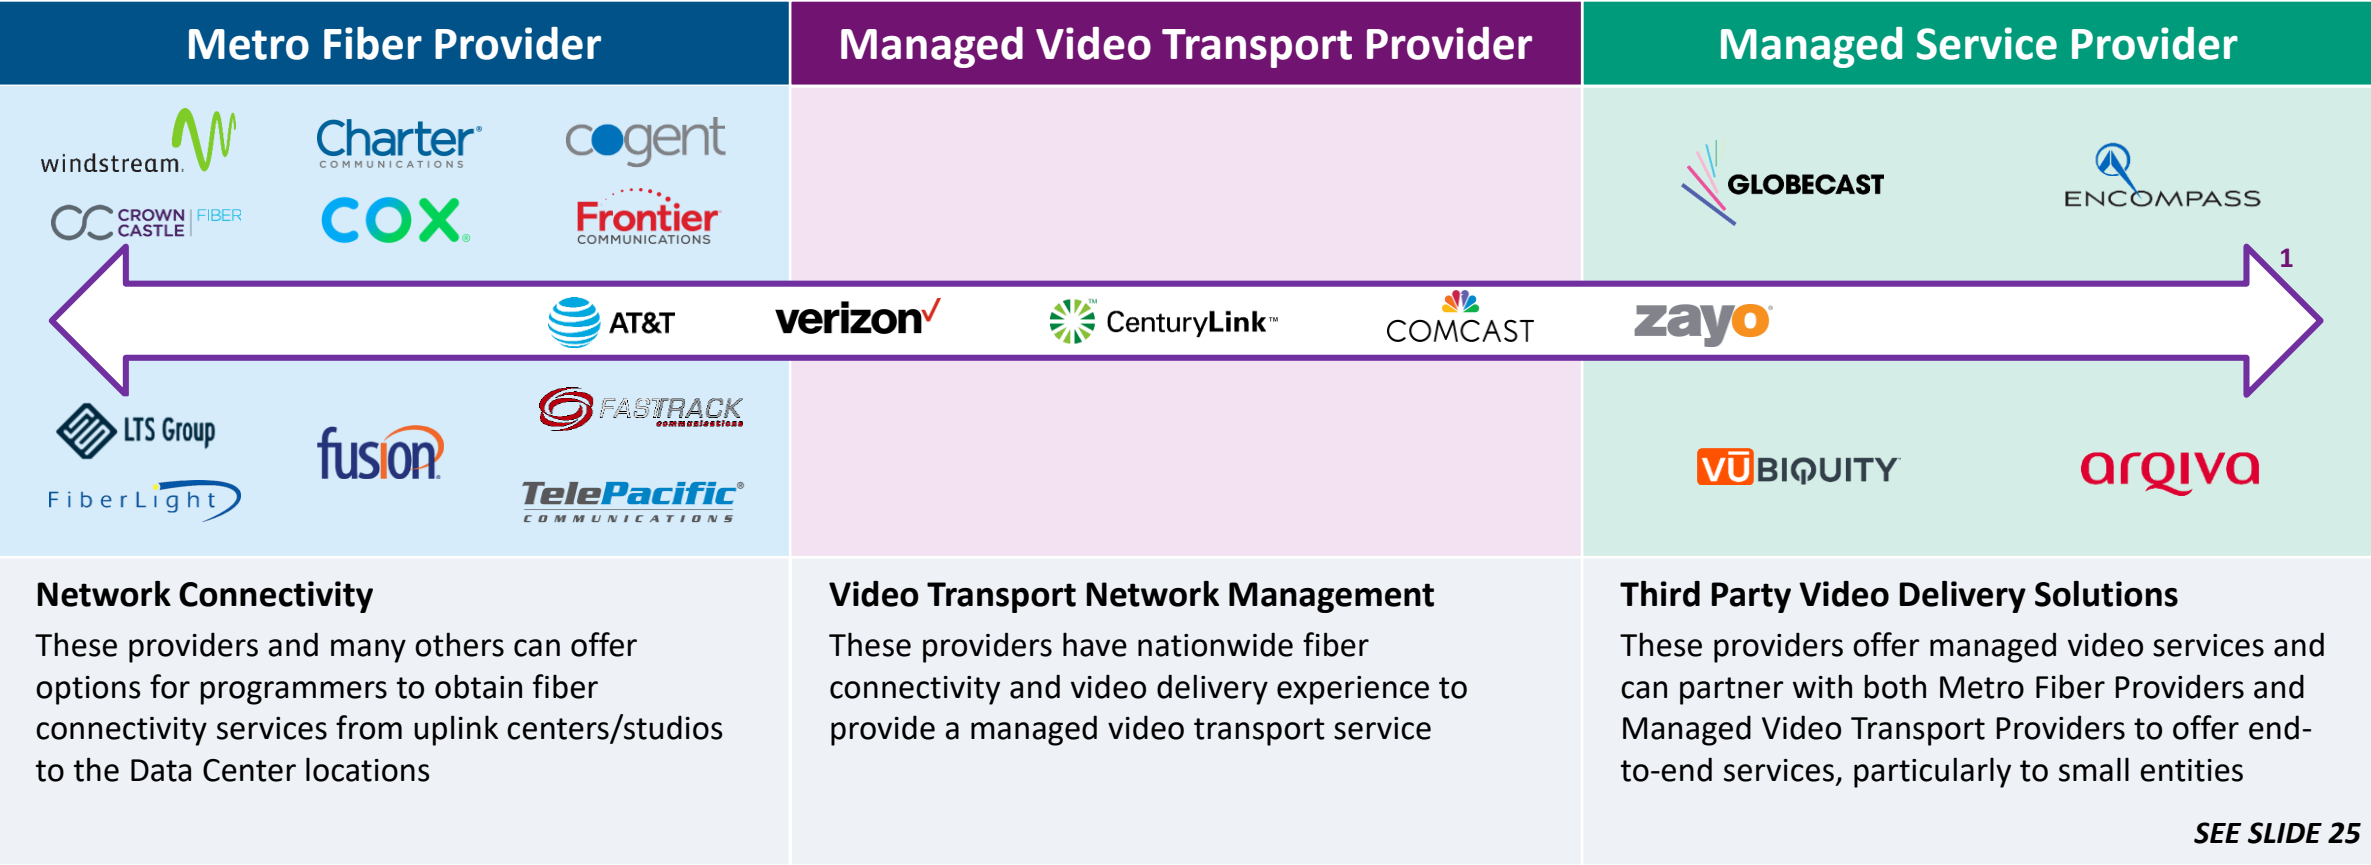 Metro Fiber Provider
Managed Video Transport Provider
Managed Service Provider
windstream.
Charter®
COMMUNICATIONS
cogent
CROWN CASTLE | FIBER
COX®
Frontier
COMMUNICATIONS
GLOBECAST
ENCOMPASS
1
AT&T
verizon✓
CenturyLink™
COMCAST
zayo®
LTS Group
FiberLight
fusion
FASTRACK
communications
TelePacific®
COMMUNICATIONS
VŪBIQUITY™
arqiva
Network Connectivity
These providers and many others can offer
options for programmers to obtain fiber
connectivity services from uplink centers/studios
to the Data Center locations
Video Transport Network Management
These providers have nationwide fiber
connectivity and video delivery experience to
provide a managed video transport service
Third Party Video Delivery Solutions
These providers offer managed video services and
can partner with both Metro Fiber Providers and
Managed Video Transport Providers to offer end-
to-end services, particularly to small entities
SEE SLIDE 25